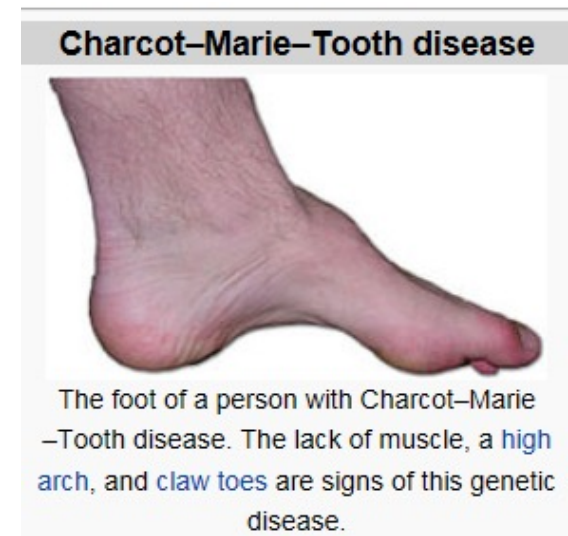 Charcot–Marie–Tooth disease
The foot of a person with Charcot–Marie
–Tooth disease. The lack of muscle, a high
arch, and claw toes are signs of this genetic
disease.